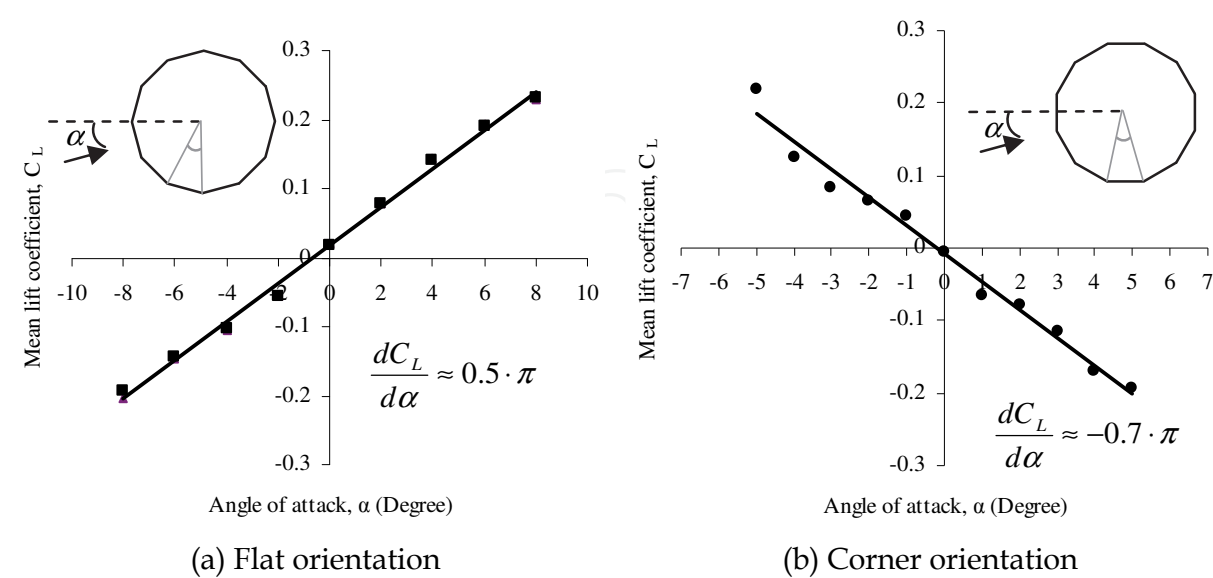 0.3
0.2
0.1
0
-0.1
-0.2
-0.3
-10 -8 -6 -4 -2 0 2 4 6 8 10
α
Mean lift coefficient, C L
dC L / dα ≈ 0.5 · π
Angle of attack, α (Degree)
(a) Flat orientation
0.3
0.2
0.1
0
-0.1
-0.2
-0.3
-7 -6 -5 -4 -3 -2 -1 0 1 2 3 4 5 6 7
α
Mean lift coefficient, C L
dC L / dα ≈ −0.7 · π
Angle of attack, α (Degree)
(b) Corner orientation